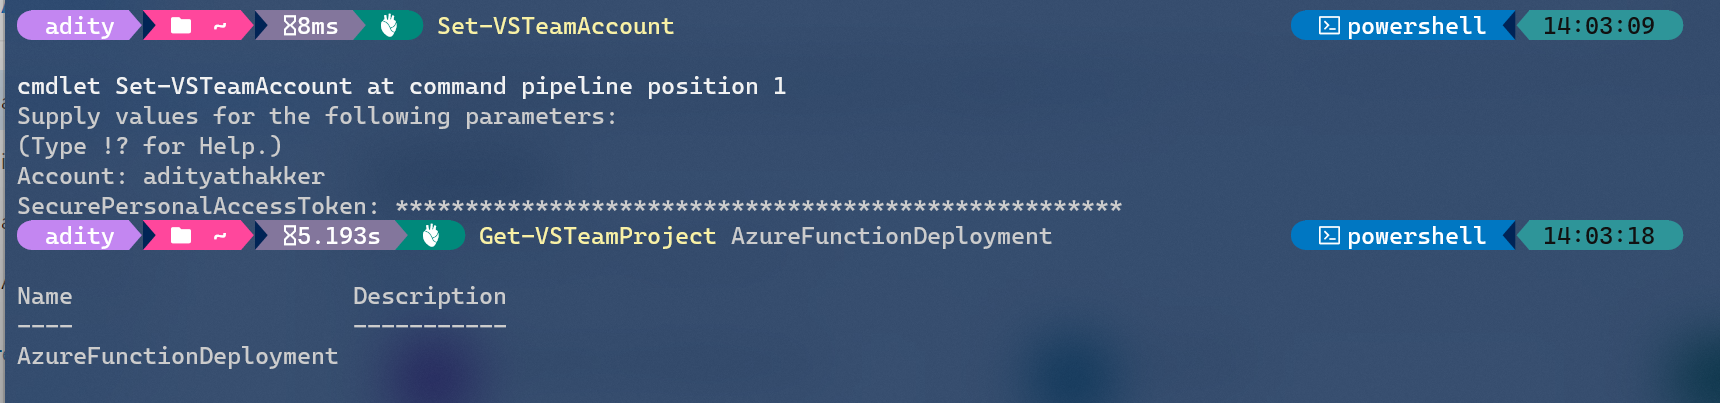 adity ~ 8ms Set-VSTeamAccount powershell 14:03:09
cmdlet Set-VSTeamAccount at command pipeline position 1
Supply values for the following parameters:
(Type !? for Help.)
Account: adityathakker
SecurePersonalAccessToken: ****************************************************
adity ~ 5.193s Get-VSTeamProject AzureFunctionDeployment powershell 14:03:18
Name Description
---- -----------
AzureFunctionDeployment